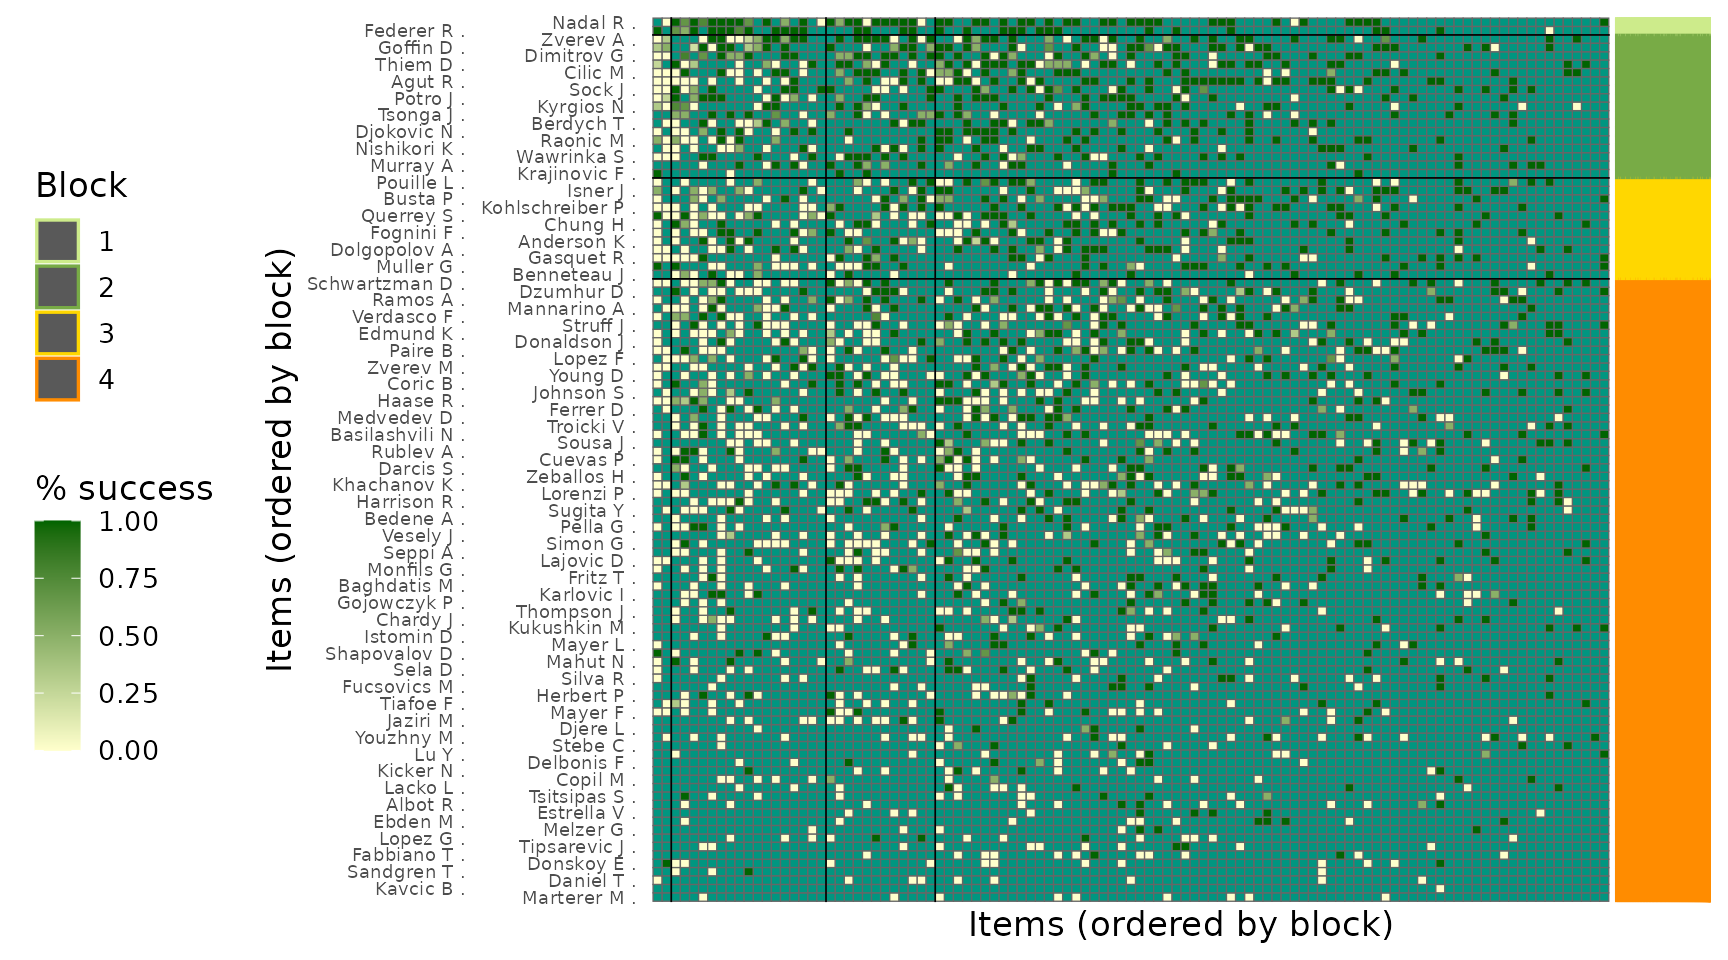 Block
1
2
3
4
% success
1.00
0.75
0.50
0.25
0.00
Items (ordered by block)
Nadal R .
Federer R .
Zverev A .
Goffin D .
Dimitrov G .
Thiem D .
Cilic M .
Agut R .
Sock J .
Potro J .
Kyrgios N .
Tsonga J .
Berdych T .
Djokovic N .
Raonic M .
Nishikori K .
Wawrinka S .
Murray A .
Krajinovic F .
Pouille L .
Isner J .
Busta P .
Kohlschreiber P .
Querrey S .
Chung H .
Fognini F .
Anderson K .
Dolgopolov A .
Gasquet R .
Muller G .
Benneteau J .
Schwartzman D .
Dzumhur D .
Ramos A .
Mannarino A .
Verdasco F .
Struff J .
Edmund K .
Donaldson J .
Paire B .
Lopez F .
Zverev M .
Young D .
Coric B .
Johnson S .
Haase R .
Ferrer D .
Medvedev D .
Troicki V .
Basilashvili N .
Sousa J .
Rublev A .
Cuevas P .
Darcis S .
Zeballos H .
Khachanov K .
Lorenzi P .
Harrison R .
Sugita Y .
Bedene A .
Pella G .
Vesely J .
Simon G .
Seppi A .
Lajovic D .
Monfils G .
Fritz T .
Baghdatis M .
Karlovic I .
Gojowczyk P .
Thompson J .
Chardy J .
Kukushkin M .
Istomin D .
Mayer L .
Shapovalov D .
Mahut N .
Sela D .
Silva R .
Fucsovics M .
Herbert P .
Tiafoe F .
Mayer F .
Jaziri M .
Djere L .
Youzhny M .
Stebe C .
Lu Y .
Delbonis F .
Kicker N .
Copil M .
Lacko L .
Tsitsipas S .
Albot R .
Estrella V .
Ebden M .
Melzer G .
Lopez G .
Tipsarevic J .
Fabbiano T .
Donskoy E .
Sandgren T .
Daniel T .
Kavcic B .
Marterer M .
Items (ordered by block)